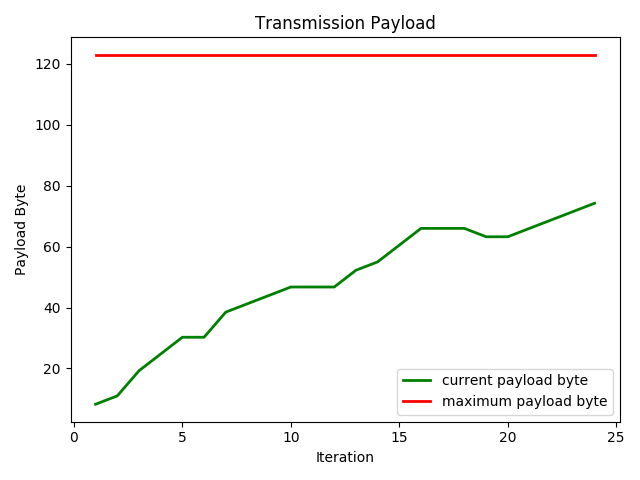 Transmission Payload
Payload Byte
120
100
80
60
40
20
0
5
10
15
20
25
Iteration
current payload byte
maximum payload byte